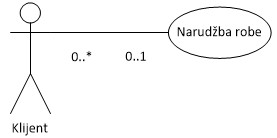 Narudžba robe
0..* 0..1
Klijent